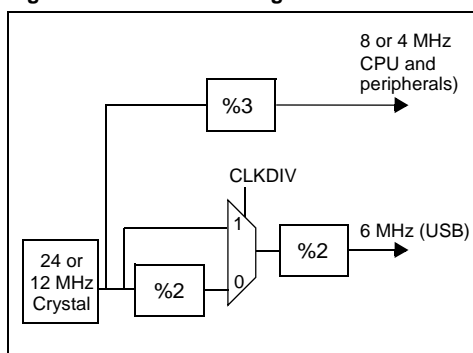 8 or 4 MHz
CPU and
peripherals)
%3
CLKDIV
1
6 MHz (USB)
%2
24 or
12 MHz
Crystal
%2
0